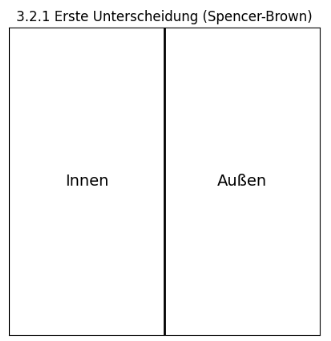 3.2.1 Erste Unterscheidung (Spencer-Brown)
Innen
Außen